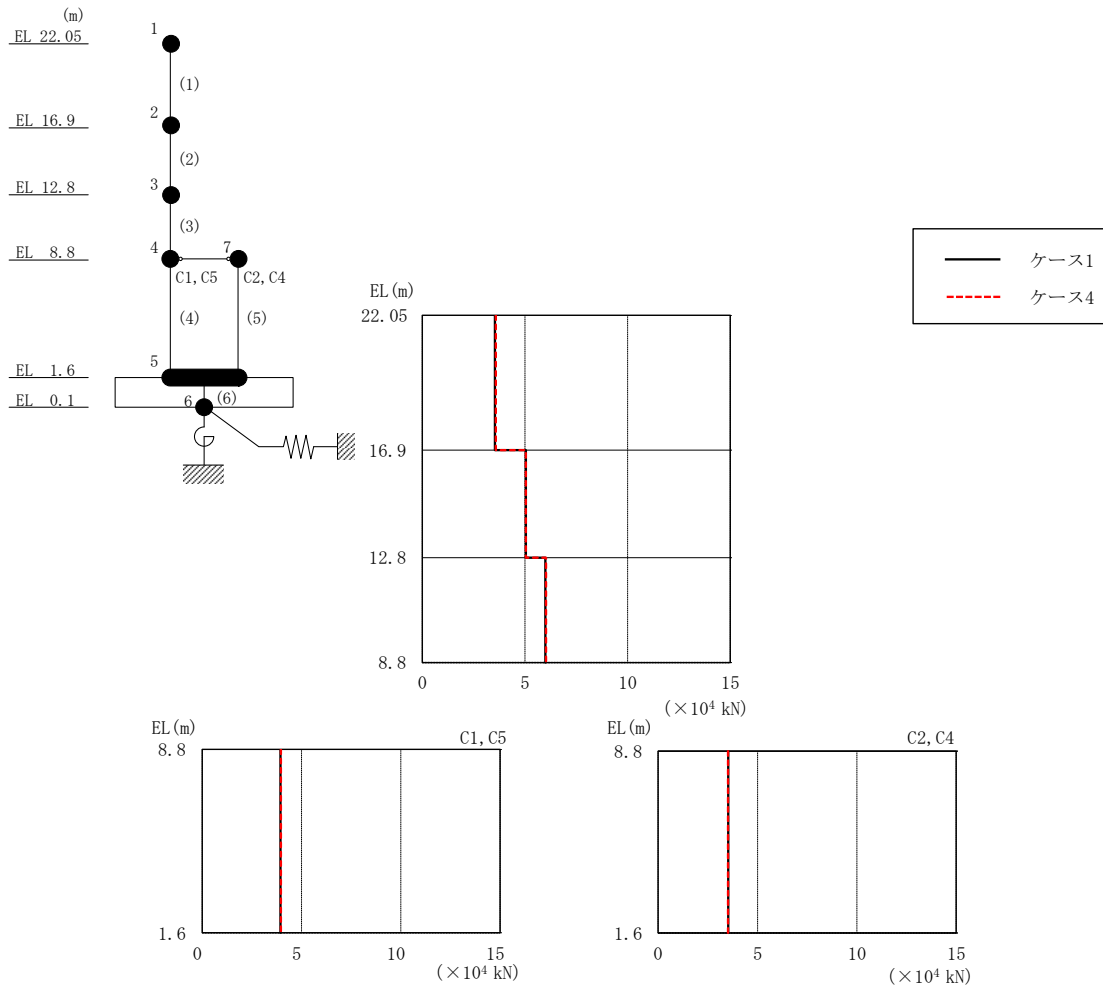 (m)
EL 22.05
EL 16.9
EL 12.8
EL 8.8
EL 1.6
EL 0.1
1
(1)
2
(2)
3
(3)
4
7
C1, C5
C2, C4
(4)
(5)
5
6
(6)
ケース1
ケース4
EL(m)
22.05
16.9
12.8
8.8
0
5
10
15
(×10⁴ kN)
EL(m)
C1, C5
8.8
1.6
0
5
10
15
(×10⁴ kN)
EL(m)
C2, C4
8.8
1.6
0
5
10
15
(×10⁴ kN)